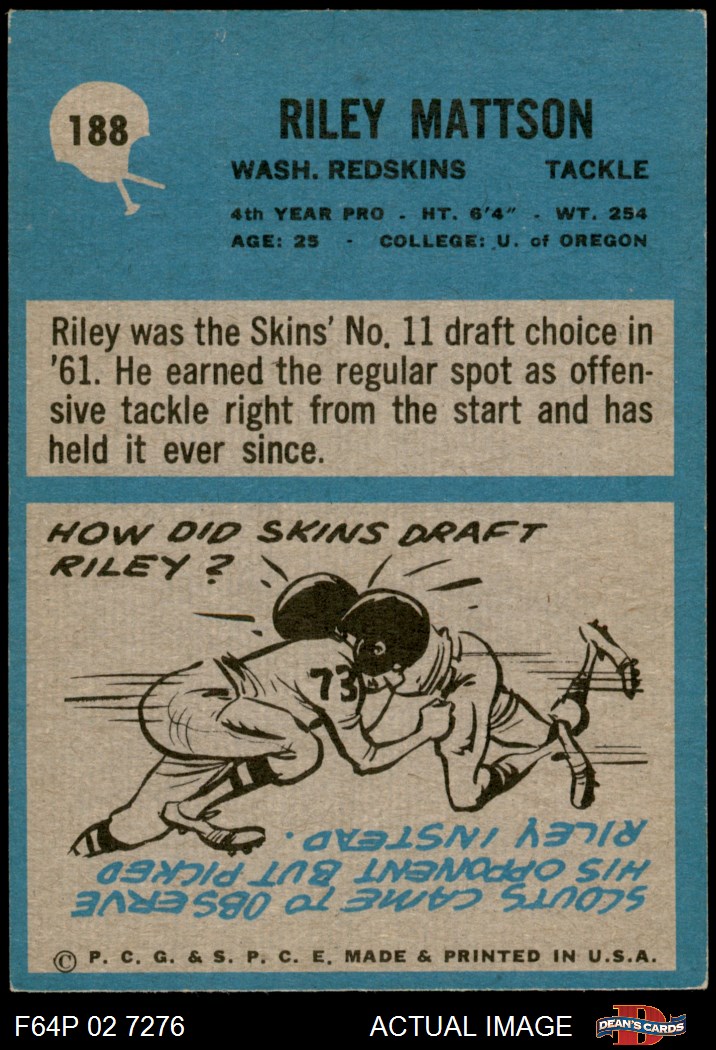 188
RILEY MATTSON
WASH. REDSKINS TACKLE
4th YEAR PRO - HT. 6'4" - WT. 254
AGE: 25 - COLLEGE: U. of OREGON
Riley was the Skins' No. 11 draft choice in
'61. He earned the regular spot as offen-
sive tackle right from the start and has
held it ever since.
HOW DID SKINS DRAFT
RILEY?
73
SCOUTS CAME TO OBSERVE
HIS OPPONENT BUT PICKED
RILEY INSTEAD.
© P. C. G. & S. P. C. E. MADE & PRINTED IN U.S.A.
F64P 02 7276 ACTUAL IMAGE D DEAN'S CARDS